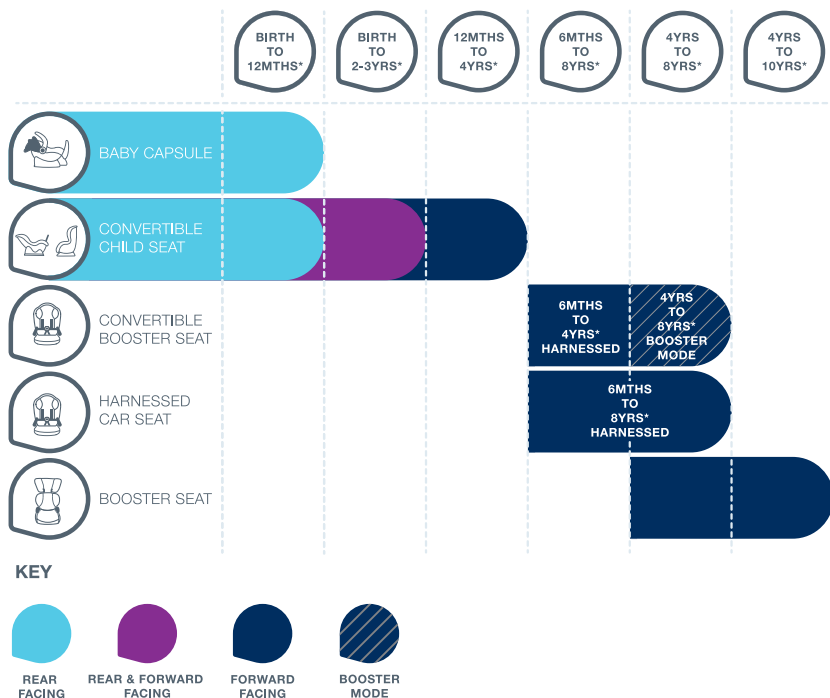 BIRTH
TO
12MTHS*
BIRTH
TO
2-3YRS*
12MTHS
TO
4YRS*
6MTHS
TO
8YRS*
4YRS
TO
8YRS*
4YRS
TO
10YRS*
BABY CAPSULE
CONVERTIBLE
CHILD SEAT
CONVERTIBLE
BOOSTER SEAT
6MTHS
TO
4YRS*
HARNESSED
4YRS
TO
8YRS*
BOOSTER
MODE
HARNESSED
CAR SEAT
6MTHS
TO
8YRS*
HARNESSED
BOOSTER SEAT
KEY
REAR
FACING
REAR & FORWARD
FACING
FORWARD
FACING
BOOSTER
MODE